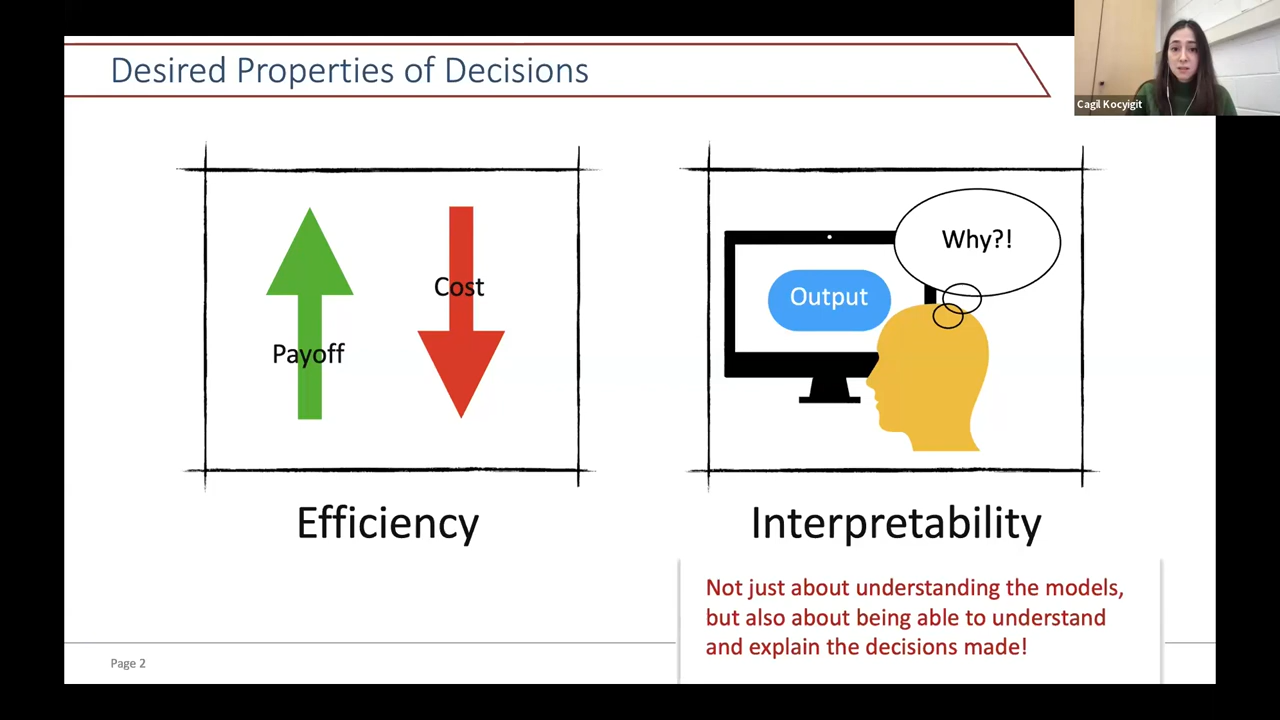 Desired Properties of Decisions
Cagil Kocyigit
Payoff
Cost
Output
Why?!
Efficiency
Interpretability
Not just about understanding the models,
but also about being able to understand
and explain the decisions made!
Page 2